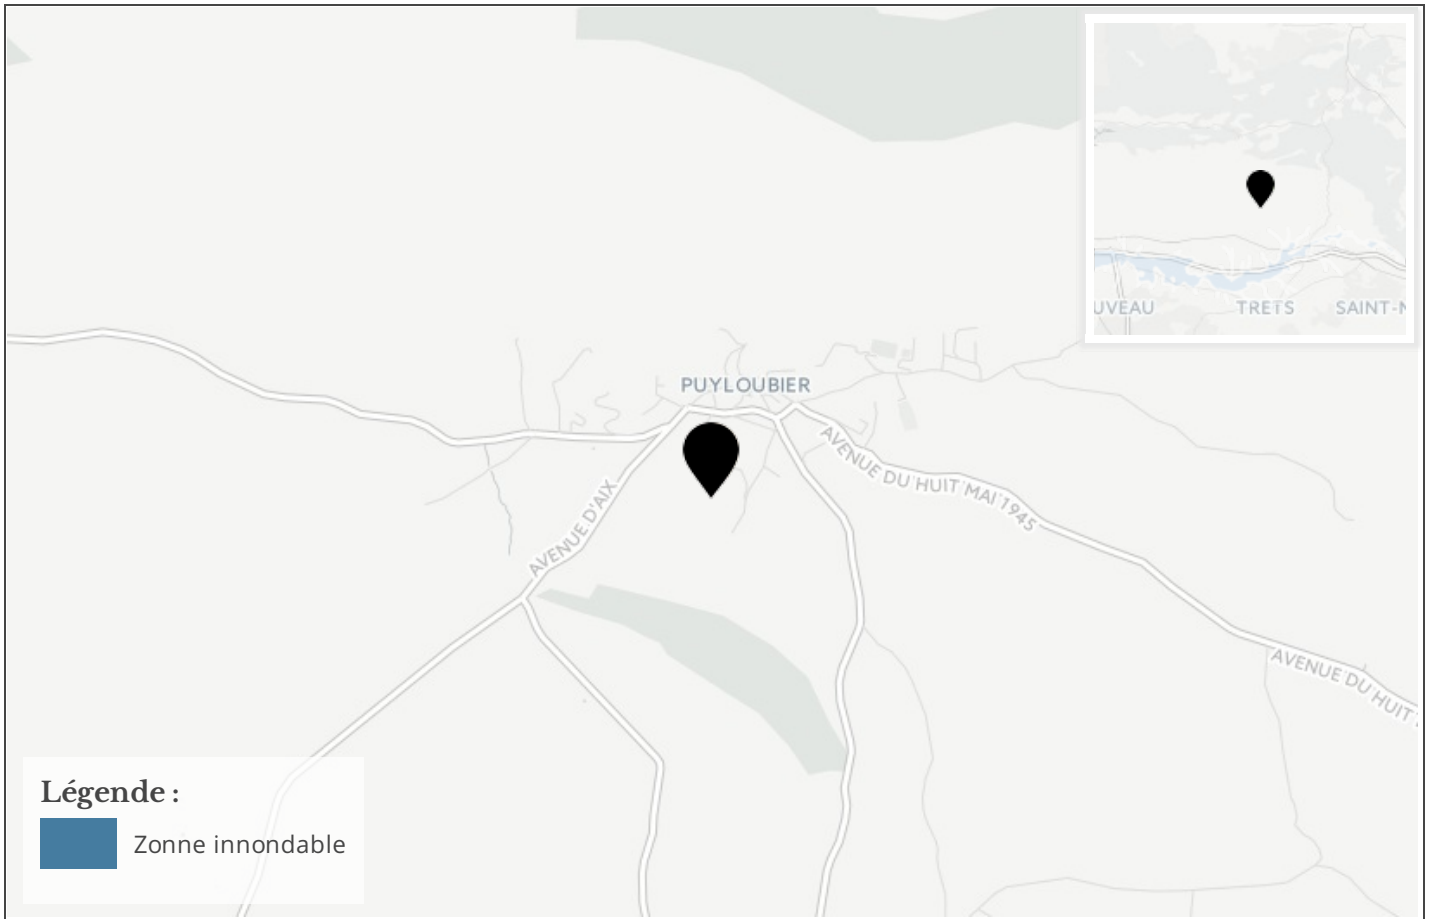 UVEAU
TRETS
SAINT-
PUYLOUBIER
AVENUE DU HUIT MAI 1945
AVENUE D'AIX
AVENUE DU HUIT
Légende :
Zonne innondable